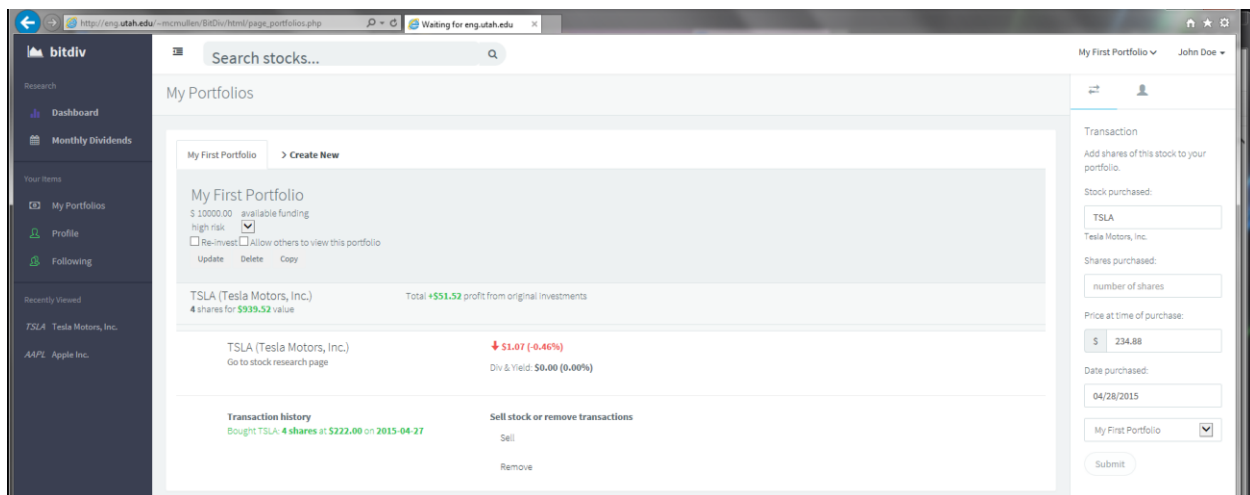 http://eng.utah.edu/~mcmullen/BitDiv/html/page_portfolios.php
Waiting for eng.utah.edu
bitdiv
Search stocks...
My First Portfolio
John Doe
Research
Dashboard
Monthly Dividends
Your Items
My Portfolios
Profile
Following
Recently Viewed
TSLA Tesla Motors, Inc.
AAPL Apple Inc.
My Portfolios
My First Portfolio
> Create New
My First Portfolio
$ 10000.00 available funding
high risk
Re-invest Allow others to view this portfolio
Update Delete Copy
TSLA (Tesla Motors, Inc.)
4 shares for $939.52 value
Total +$51.52 profit from original investments
TSLA (Tesla Motors, Inc.)
Go to stock research page
$1.07 (-0.46%)
Div & Yield: $0.00 (0.00%)
Transaction history
Bought TSLA: 4 shares at $222.00 on 2015-04-27
Sell stock or remove transactions
Sell
Remove
Transaction
Add shares of this stock to your
portfolio.
Stock purchased:
TSLA
Tesla Motors, Inc.
Shares purchased:
number of shares
Price at time of purchase:
$ 234.88
Date purchased:
04/28/2015
My First Portfolio
Submit